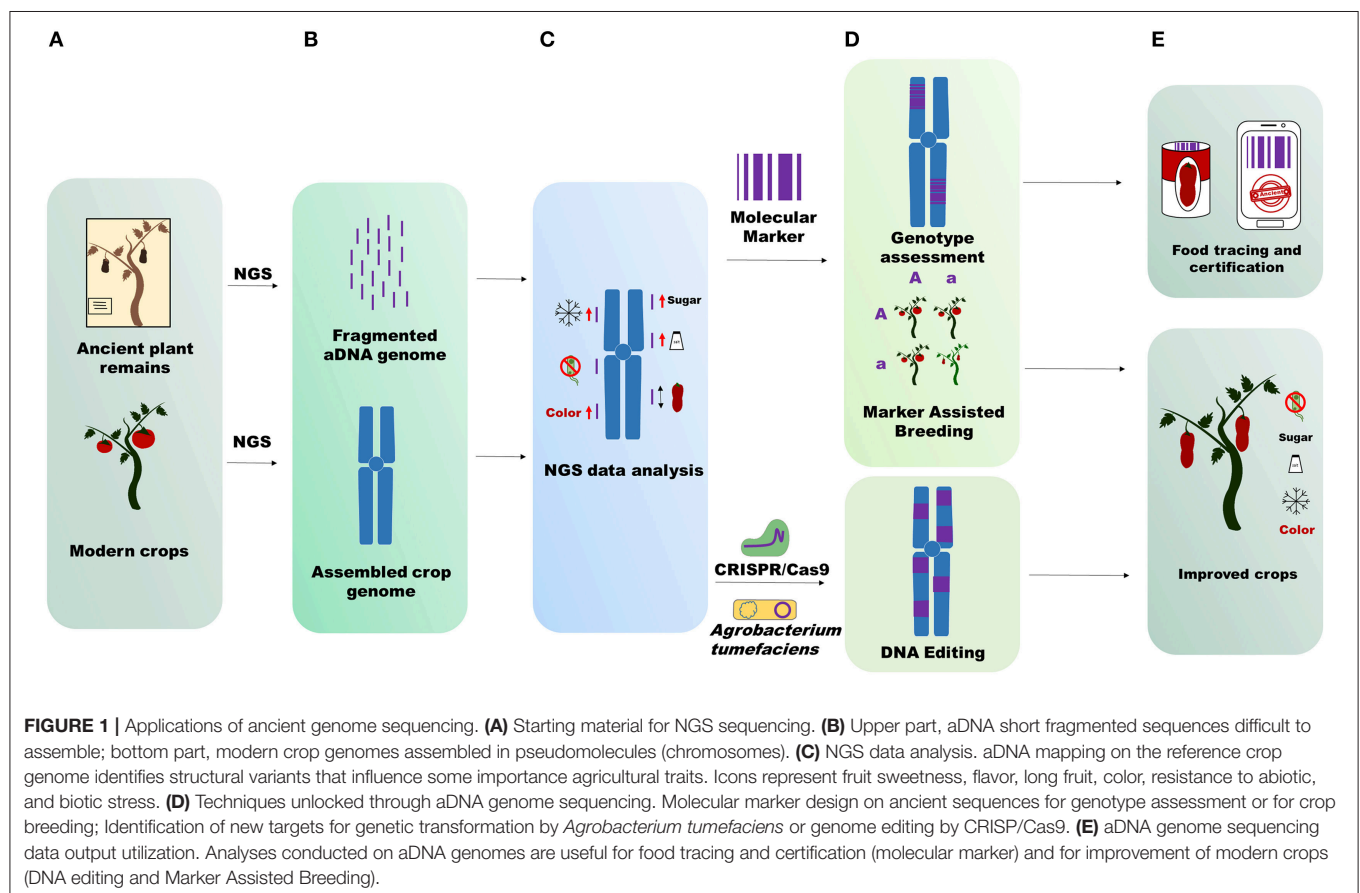 A
B
C
D
E
Ancient plant
remains
Modern crops
NGS
NGS
Fragmented
aDNA genome
Assembled crop
genome
Sugar
Color
NGS data analysis
Molecular
Marker
CRISPR/Cas9
Agrobacterium
tumefaciens
Genotype
assessment
A a
A
a
Marker Assisted
Breeding
DNA Editing
Ancient
Food tracing and
certification
Sugar
Color
Improved crops
FIGURE 1 | Applications of ancient genome sequencing. (A) Starting material for NGS sequencing. (B) Upper part, aDNA short fragmented sequences difficult to
assemble; bottom part, modern crop genomes assembled in pseudomolecules (chromosomes). (C) NGS data analysis. aDNA mapping on the reference crop
genome identifies structural variants that influence some importance agricultural traits. Icons represent fruit sweetness, flavor, long fruit, color, resistance to abiotic,
and biotic stress. (D) Techniques unlocked through aDNA genome sequencing. Molecular marker design on ancient sequences for genotype assessment or for crop
breeding; Identification of new targets for genetic transformation by Agrobacterium tumefaciens or genome editing by CRISP/Cas9. (E) aDNA genome sequencing
data output utilization. Analyses conducted on aDNA genomes are useful for food tracing and certification (molecular marker) and for improvement of modern crops
(DNA editing and Marker Assisted Breeding).